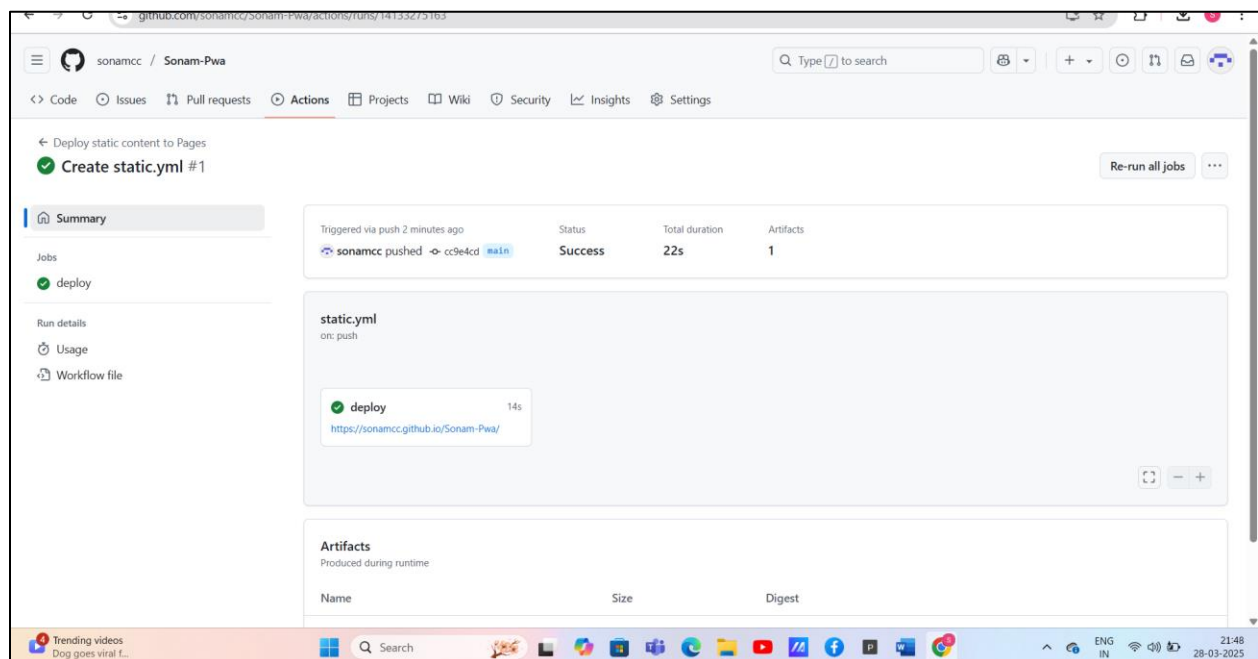 github.com/sonamcc/Sonam-Pwa/actions/runs/14133275163
sonamcc / Sonam-Pwa
Type / to search
Code Issues Pull requests Actions Projects Wiki Security Insights Settings
Deploy static content to Pages
Create static.yml #1
Re-run all jobs
Summary
Jobs
deploy
Run details
Usage
Workflow file
Triggered via push 2 minutes ago
sonamcc pushed cc9e4cd main
Status
Success
Total duration
22s
Artifacts
1
static.yml
on: push
deploy 14s
https://sonamcc.github.io/Sonam-Pwa/
Artifacts
Produced during runtime
Name Size Digest
4
Trending videos
Dog goes viral f...
Search
ENG
IN
21:48
28-03-2025